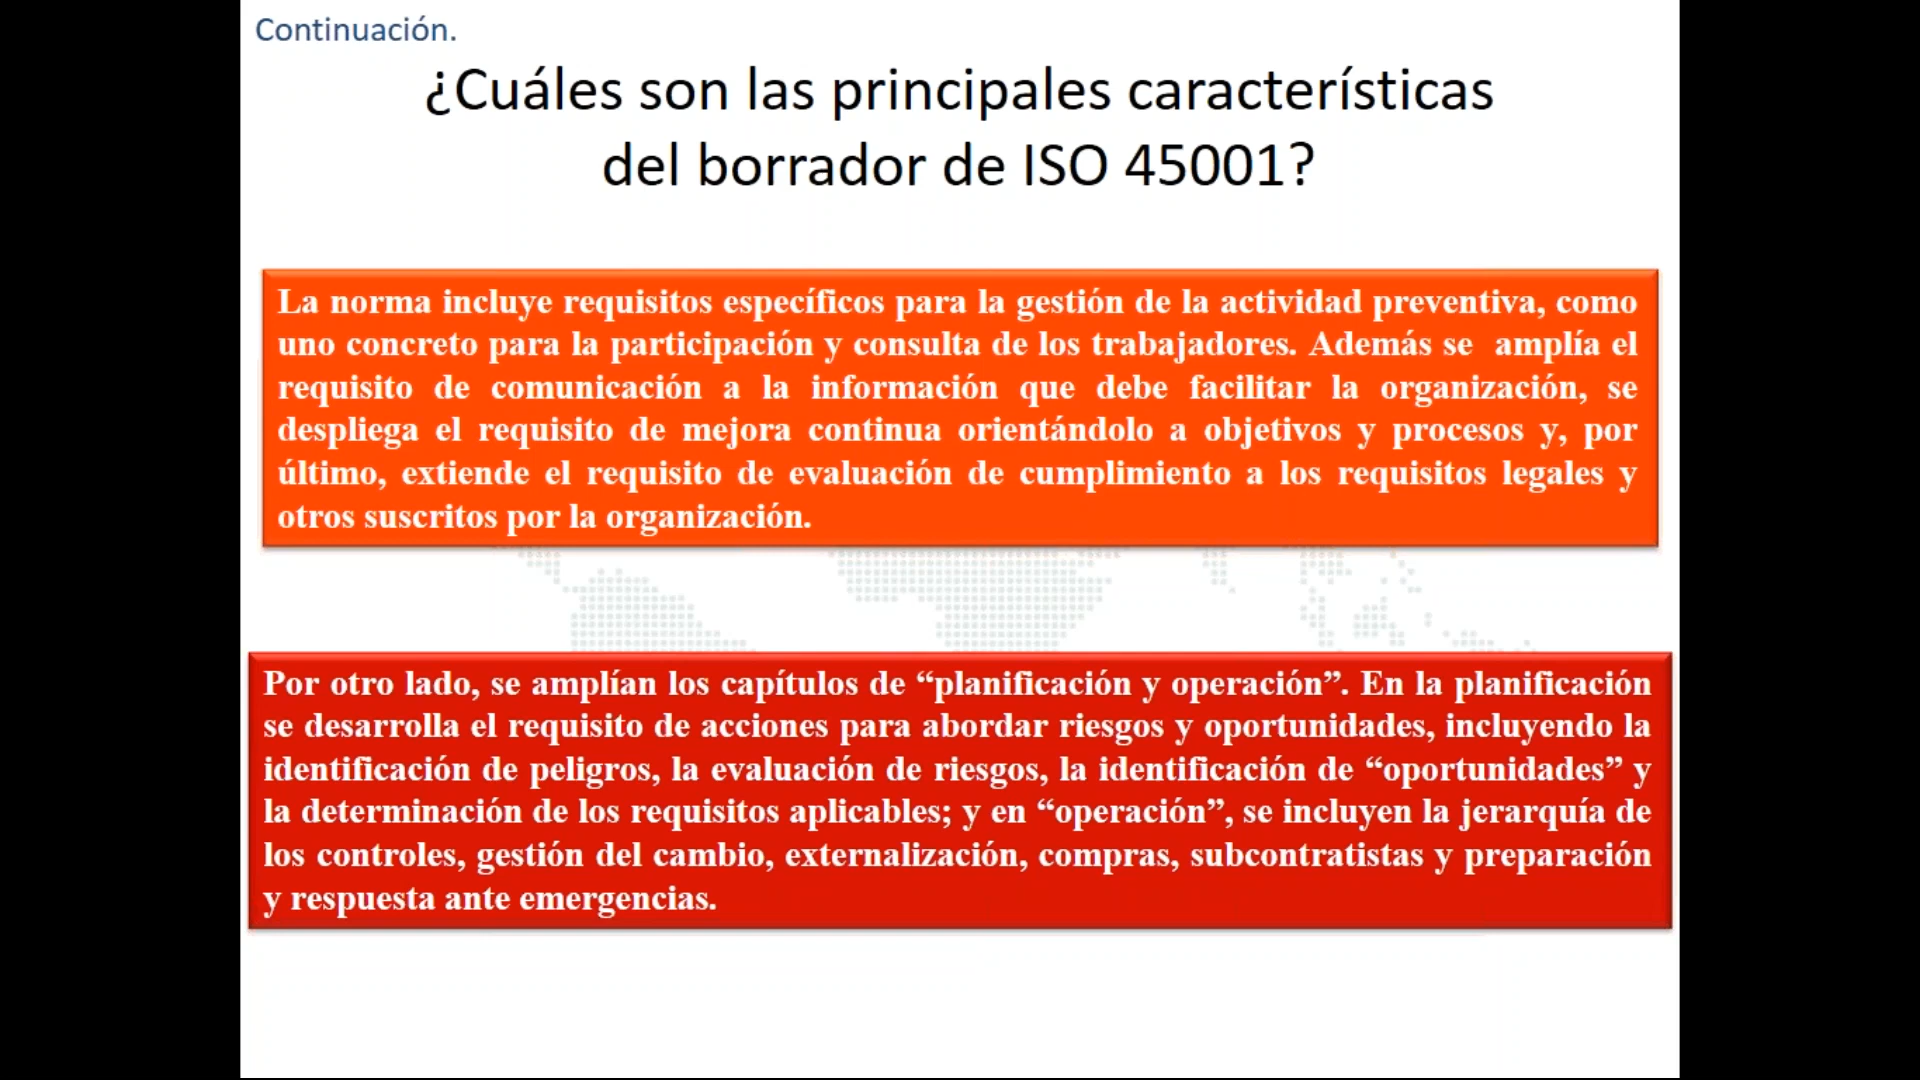 Continuación.
¿Cuáles son las principales características
del borrador de ISO 45001?
La norma incluye requisitos específicos para la gestión de la actividad preventiva, como
uno concreto para la participación y consulta de los trabajadores. Además se amplía el
requisito de comunicación a la información que debe facilitar la organización, se
despliega el requisito de mejora continua orientándolo a objetivos y procesos y, por
último, extiende el requisito de evaluación de cumplimiento a los requisitos legales y
otros suscritos por la organización.
Por otro lado, se amplían los capítulos de “planificación y operación”. En la planificación
se desarrolla el requisito de acciones para abordar riesgos y oportunidades, incluyendo la
identificación de peligros, la evaluación de riesgos, la identificación de “oportunidades” y
la determinación de los requisitos aplicables; y en “operación”, se incluyen la jerarquía de
los controles, gestión del cambio, externalización, compras, subcontratistas y preparación
y respuesta ante emergencias.